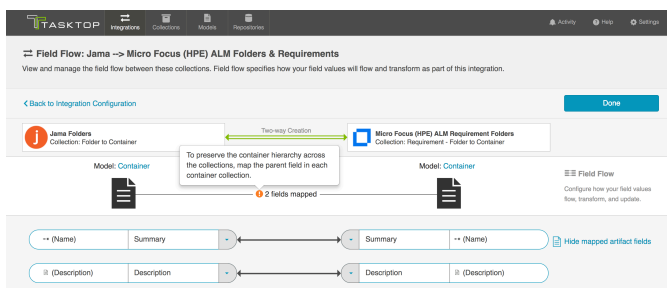 TASKTOP
Integrations
Collections
Models
Repositories
Activity
Help
Settings
Field Flow: Jama --> Micro Focus (HPE) ALM Folders & Requirements
View and manage the field flow between these collections. Field flow specifies how your field values will flow and transform as part of this integration.
Back to Integration Configuration
Done
Jama Folders
Collection: Folder to Container
Two-way Creation
Micro Focus (HPE) ALM Requirement Folders
Collection: Requirement - Folder to Container
To preserve the container hierarchy across
the collections, map the parent field in each
container collection.
Model: Container
Model: Container
2 fields mapped
Field Flow
Configure how your field values
flow, transform, and update.
(Name)
Summary
Summary
(Name)
Hide mapped artifact fields
(Description)
Description
Description
(Description)